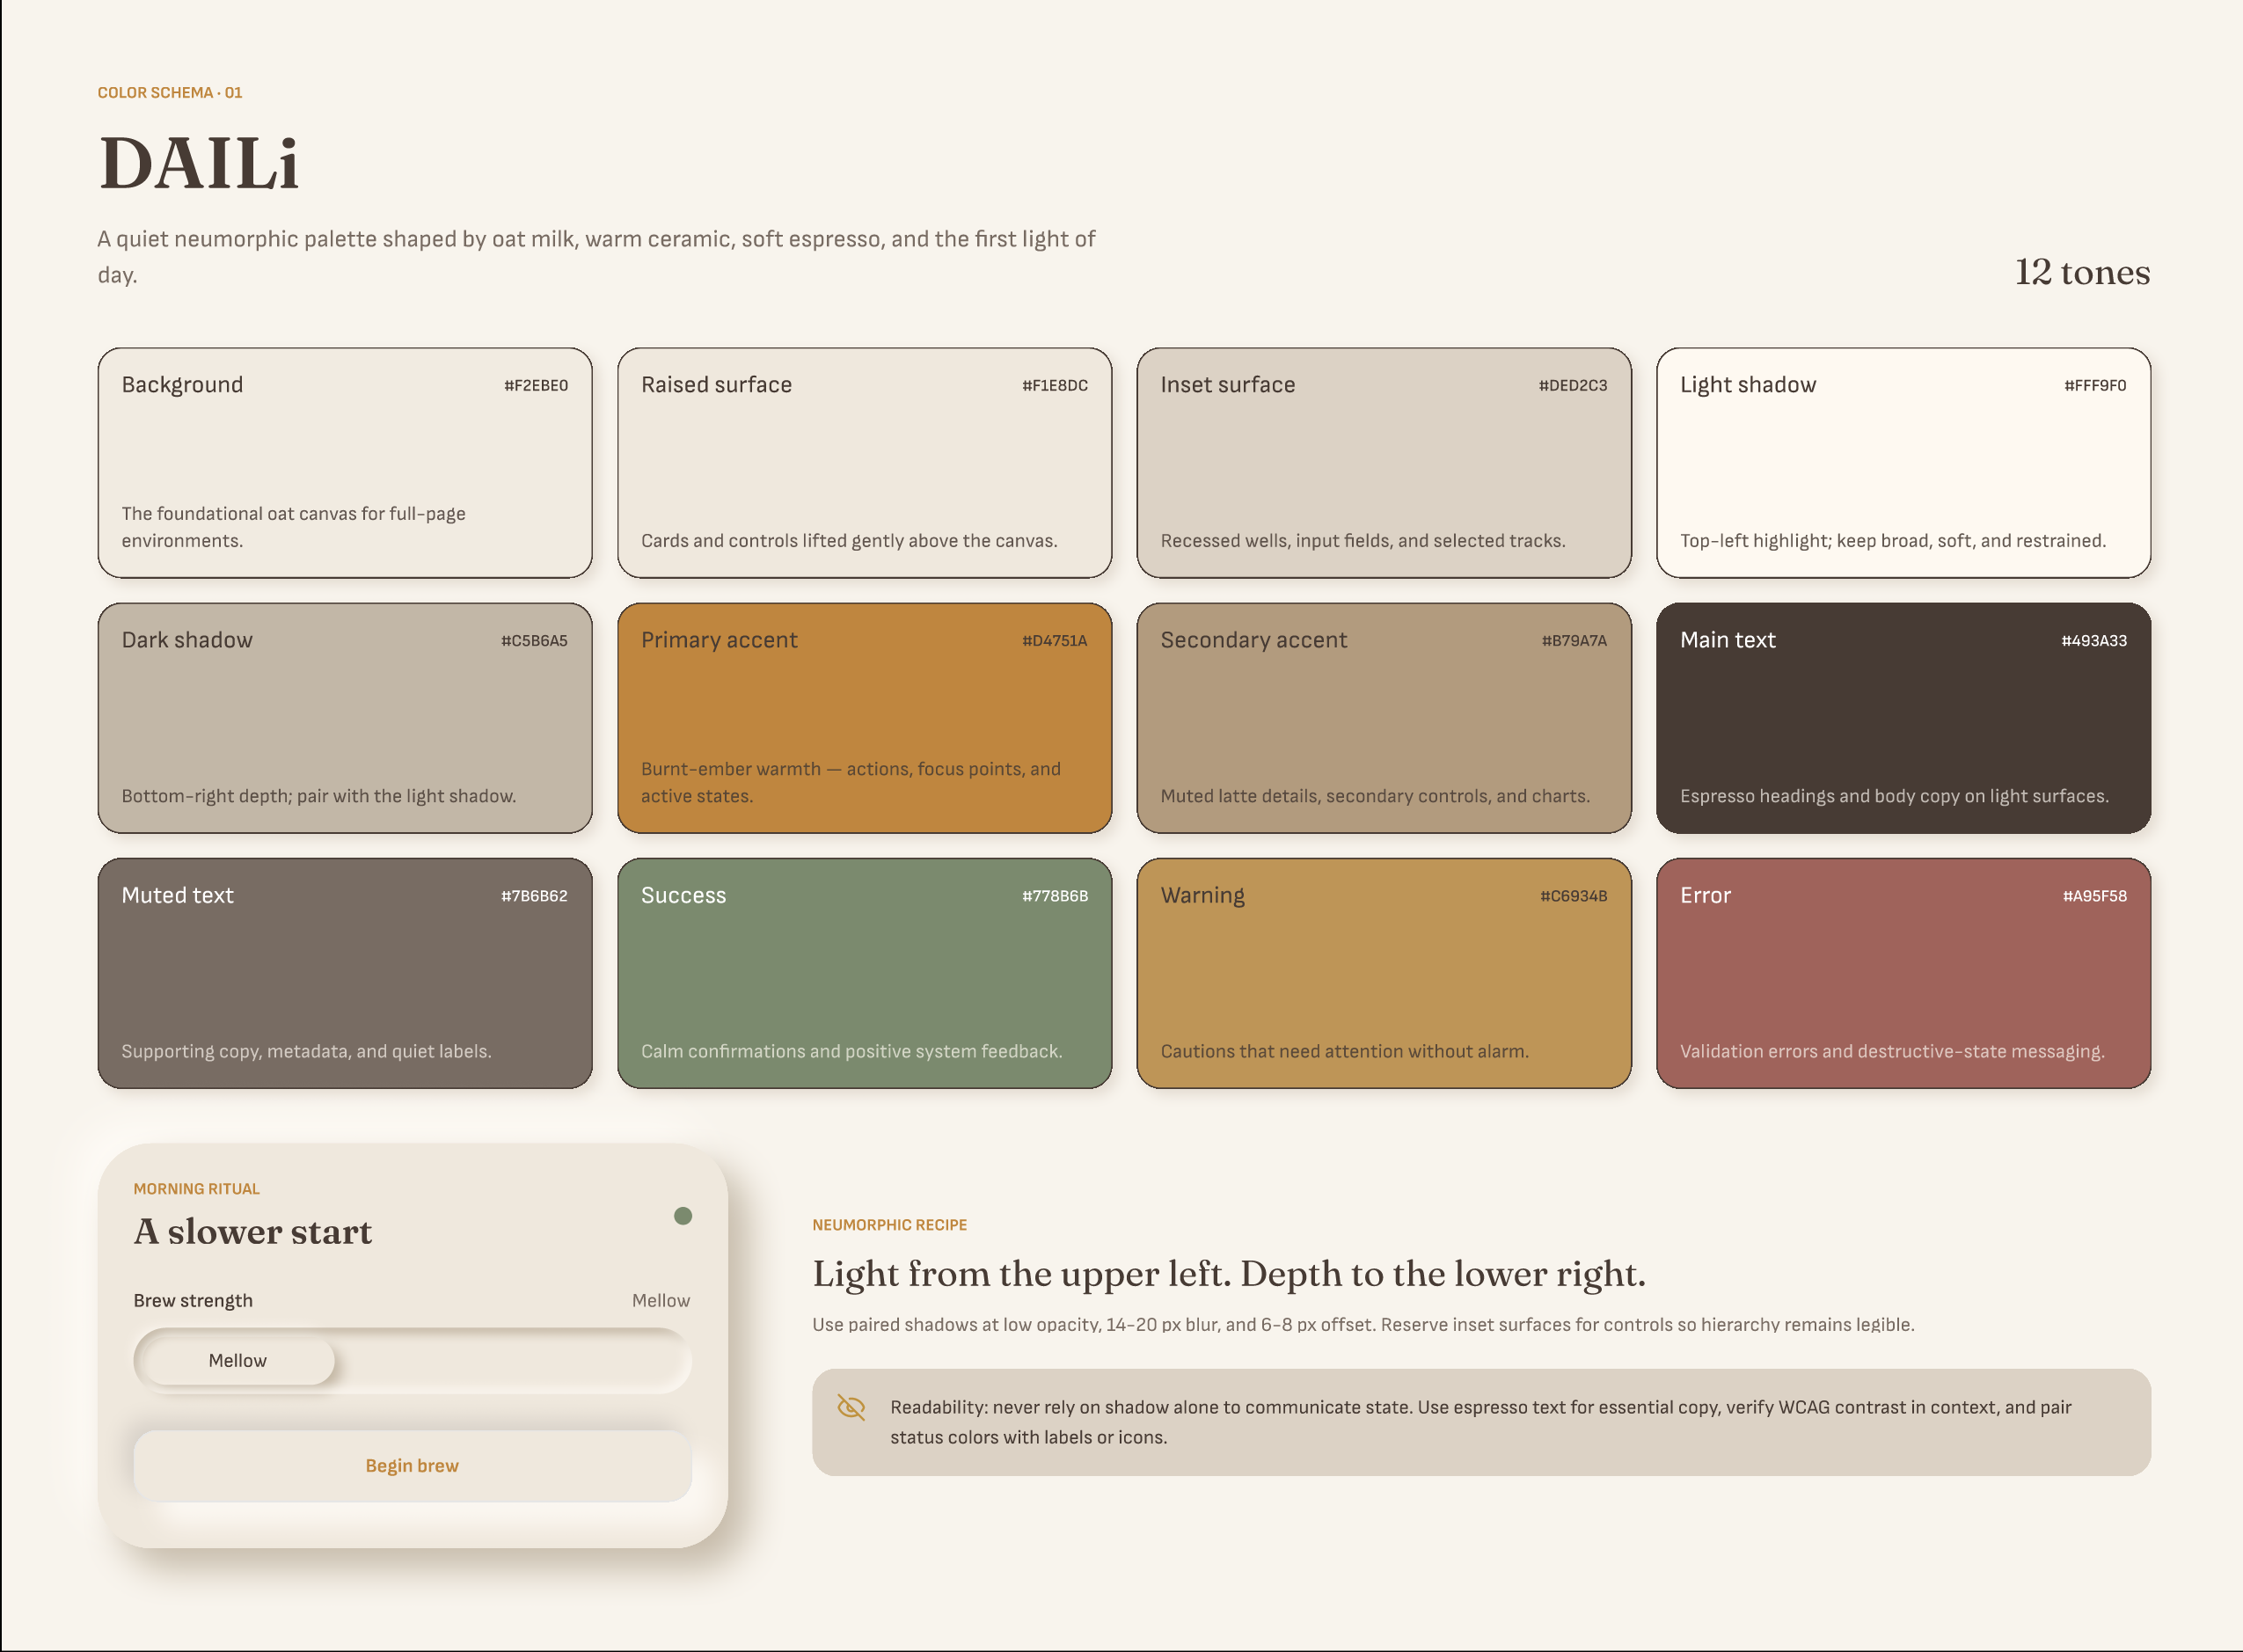 COLOR SCHEMA · 01
DAILi
A quiet neumorphic palette shaped by oat milk, warm ceramic, soft espresso, and the first light of
day.
12 tones
Background
#F2EBE0
The foundational oat canvas for full-page
environments.
Raised surface
#F1E8DC
Cards and controls lifted gently above the canvas.
Inset surface
#DED2C3
Recessed wells, input fields, and selected tracks.
Light shadow
#FFF9F0
Top-left highlight; keep broad, soft, and restrained.
Dark shadow
#C5B6A5
Bottom-right depth; pair with the light shadow.
Primary accent
#D4751A
Burnt-ember warmth — actions, focus points, and
active states.
Secondary accent
#B79A7A
Muted latte details, secondary controls, and charts.
Main text
#493A33
Espresso headings and body copy on light surfaces.
Muted text
#7B6B62
Supporting copy, metadata, and quiet labels.
Success
#778B6B
Calm confirmations and positive system feedback.
Warning
#C6934B
Cautions that need attention without alarm.
Error
#A95F58
Validation errors and destructive-state messaging.
MORNING RITUAL
A slower start
Brew strength
Mellow
Mellow
Begin brew
NEUMORPHIC RECIPE
Light from the upper left. Depth to the lower right.
Use paired shadows at low opacity, 14-20 px blur, and 6-8 px offset. Reserve inset surfaces for controls so hierarchy remains legible.
Readability: never rely on shadow alone to communicate state. Use espresso text for essential copy, verify WCAG contrast in context, and pair
status colors with labels or icons.